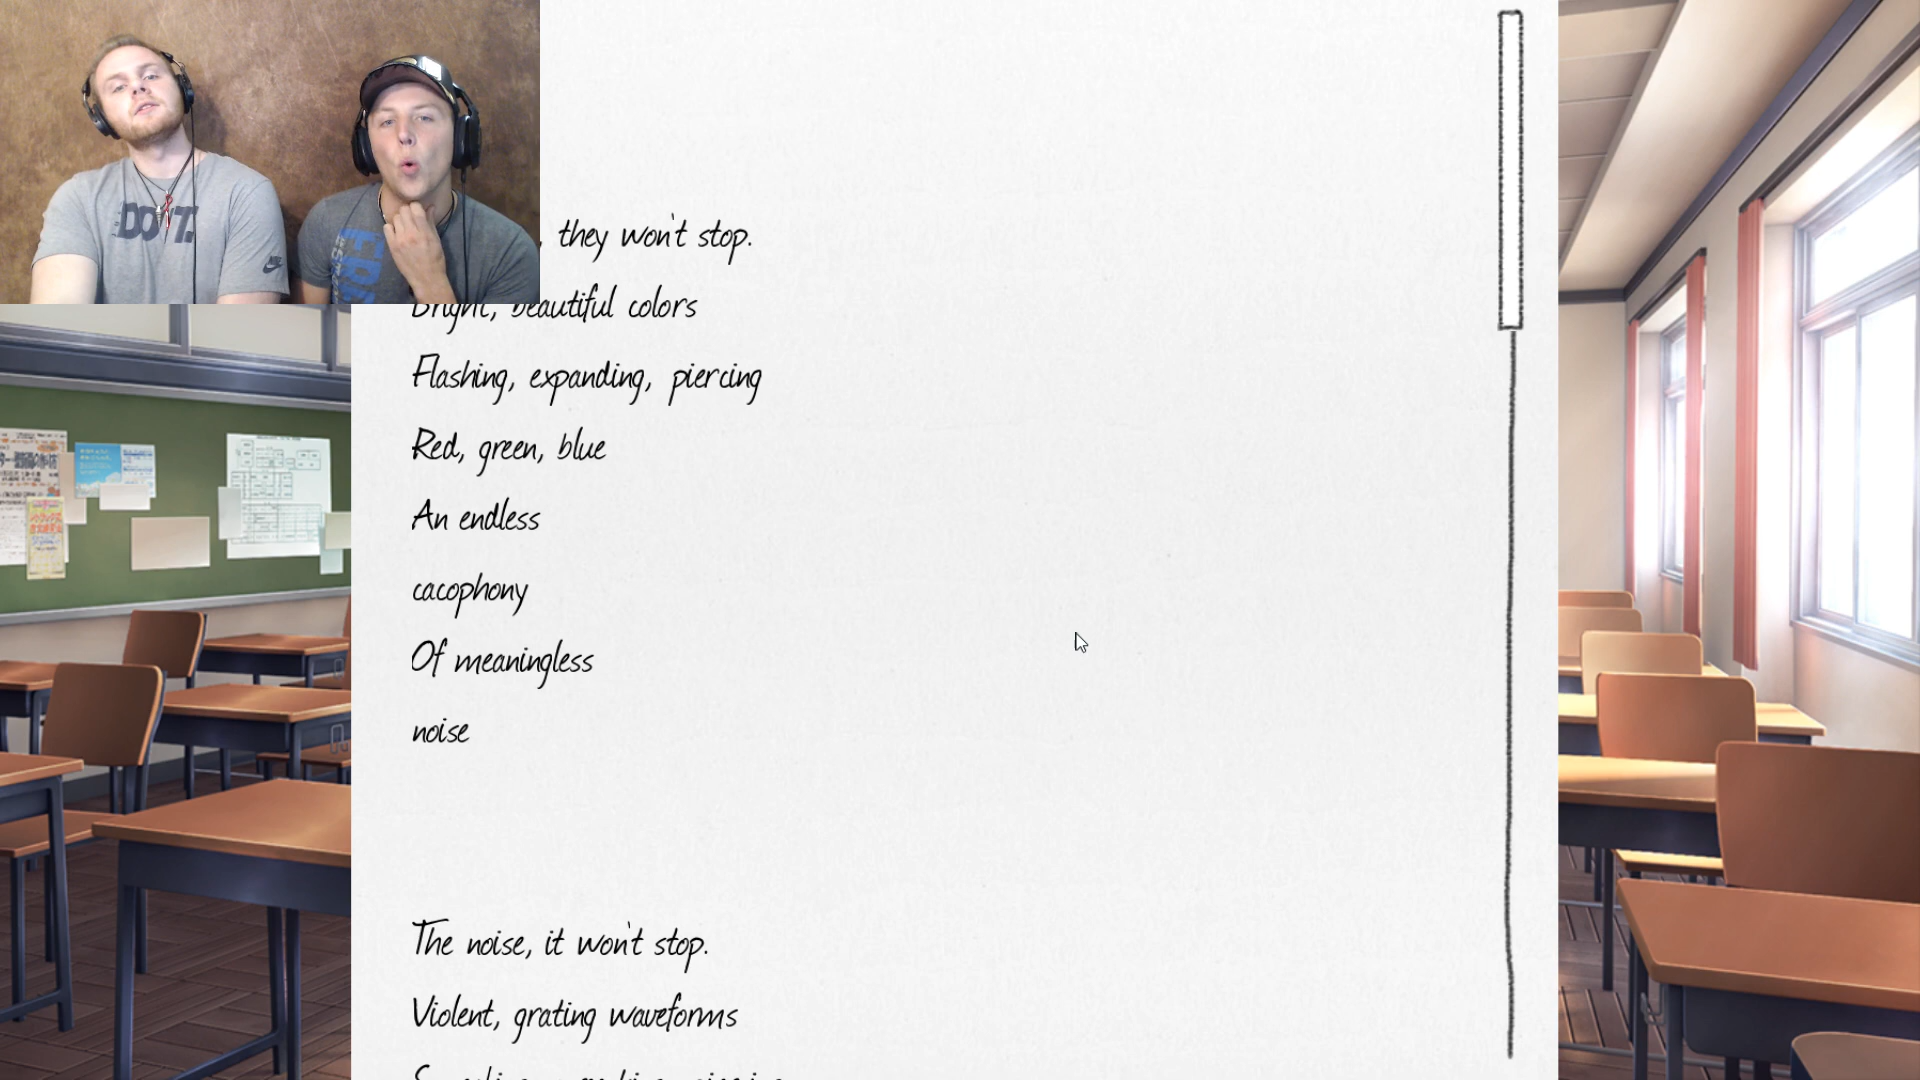 they won't stop.
Bright, beautiful colors
Flashing, expanding, piercing
Red, green, blue
An endless
cacophony
Of meaningless
noise
The noise, it won't stop.
Violent, grating waveforms